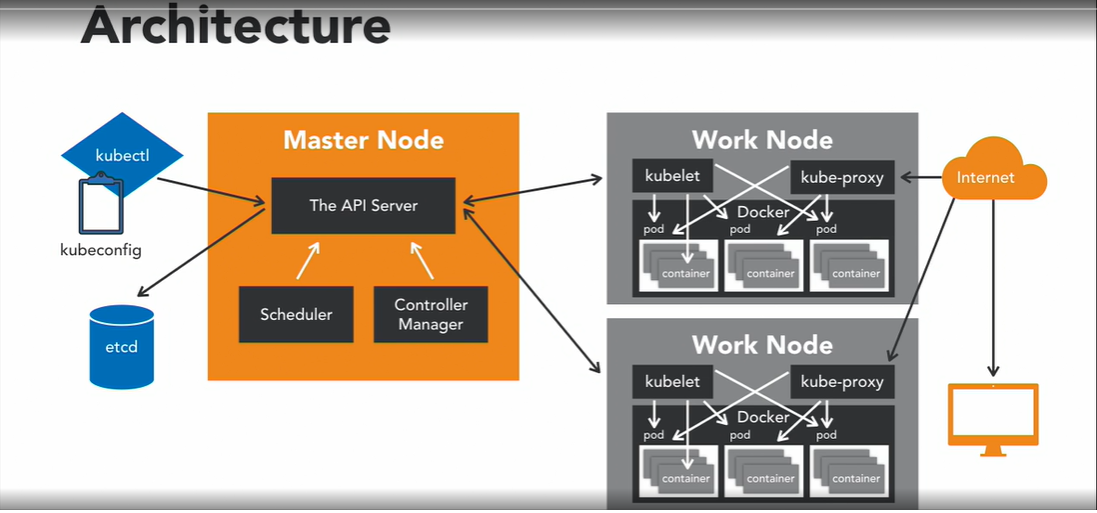 Architecture
kubectl
kubeconfig
etcd
Master Node
The API Server
Scheduler
Controller
Manager
Work Node
kubelet
kube-proxy
Docker
pod
pod
pod
container
container
container
Work Node
kubelet
kube-proxy
Docker
pod
pod
pod
container
container
container
Internet